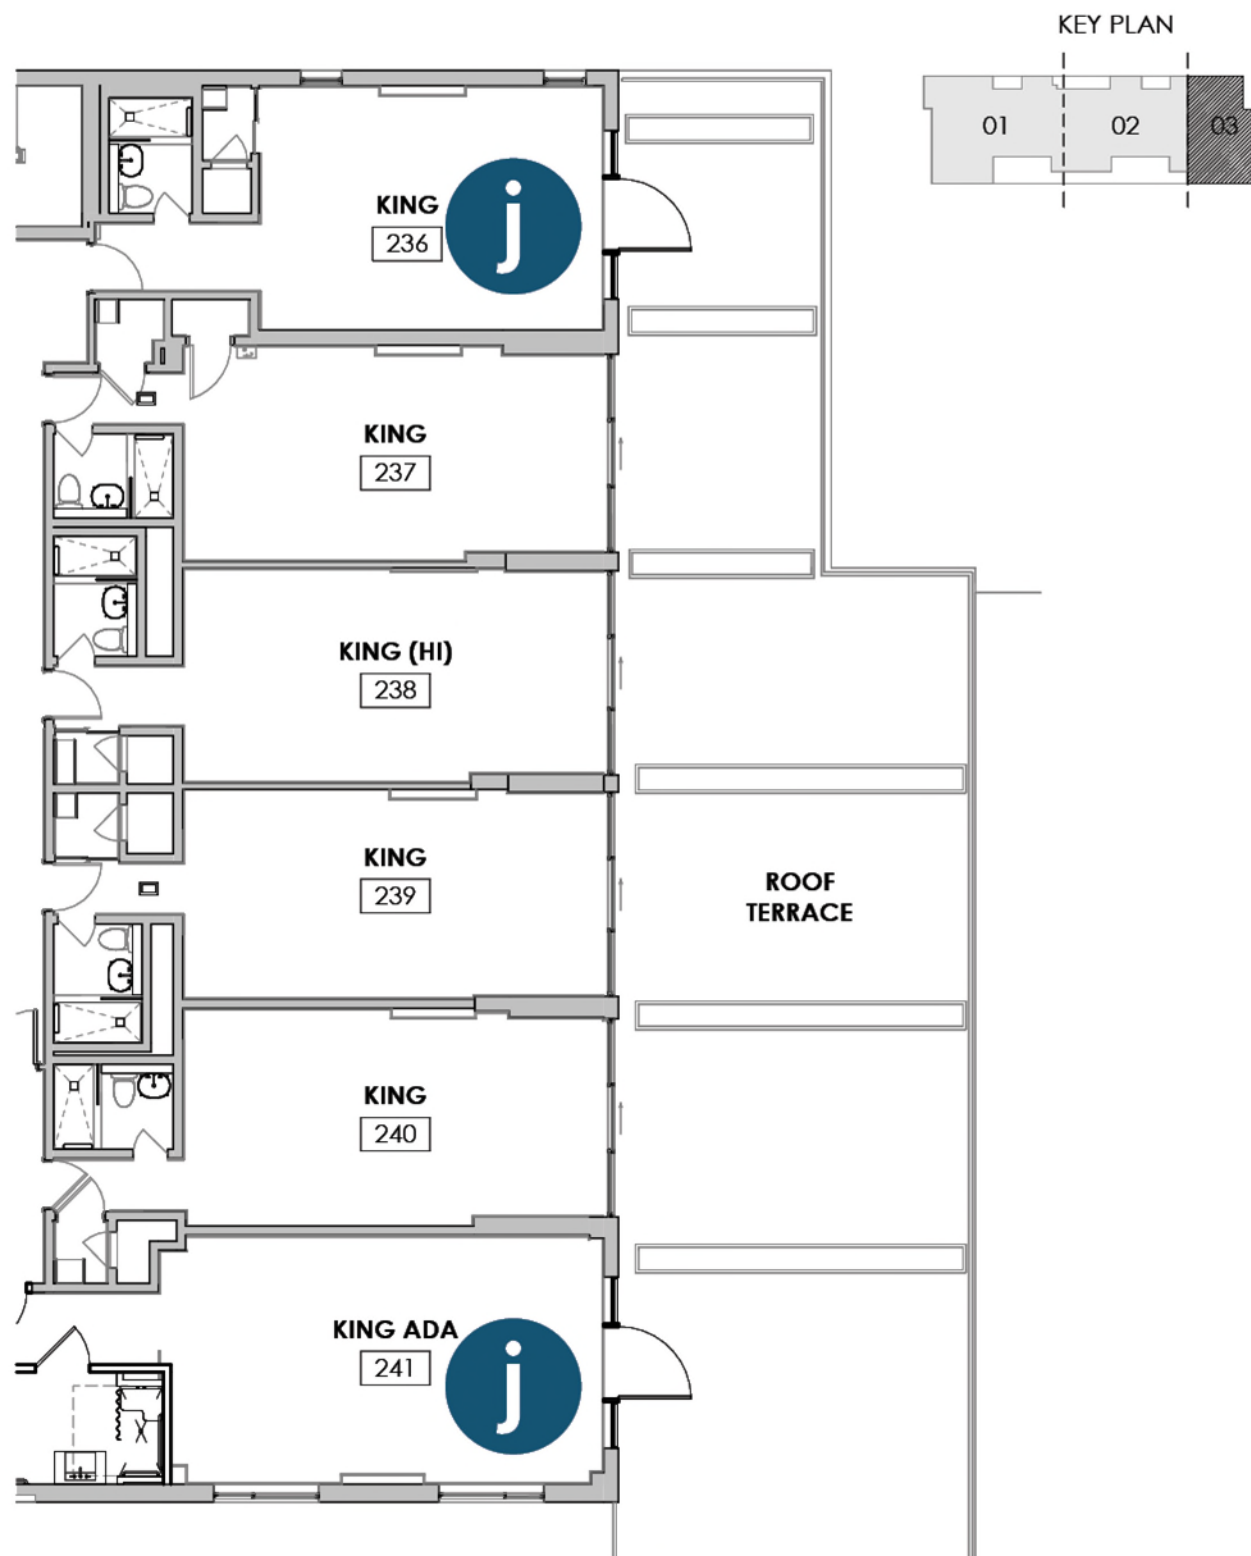 KEY PLAN
01
02
03
KING
236
j
KING
237
KING (HI)
238
KING
239
ROOF
TERRACE
KING
240
KING ADA
241
j